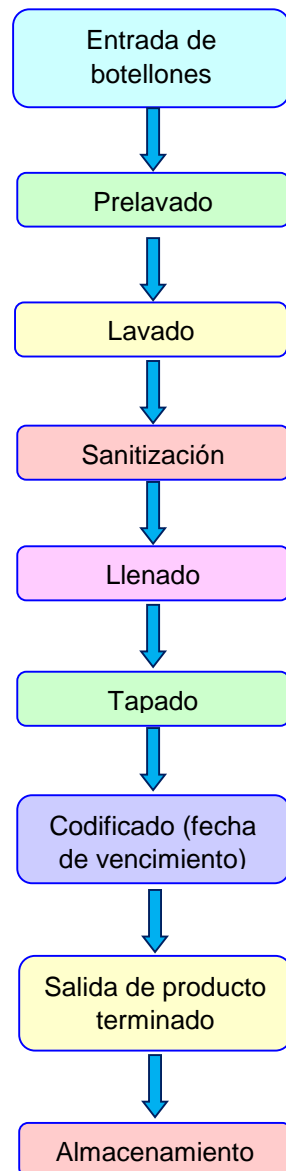 Entrada de
botellones
Prelavado
Lavado
Sanitización
Llenado
Tapado
Codificado (fecha
de vencimiento)
Salida de producto
terminado
Almacenamiento